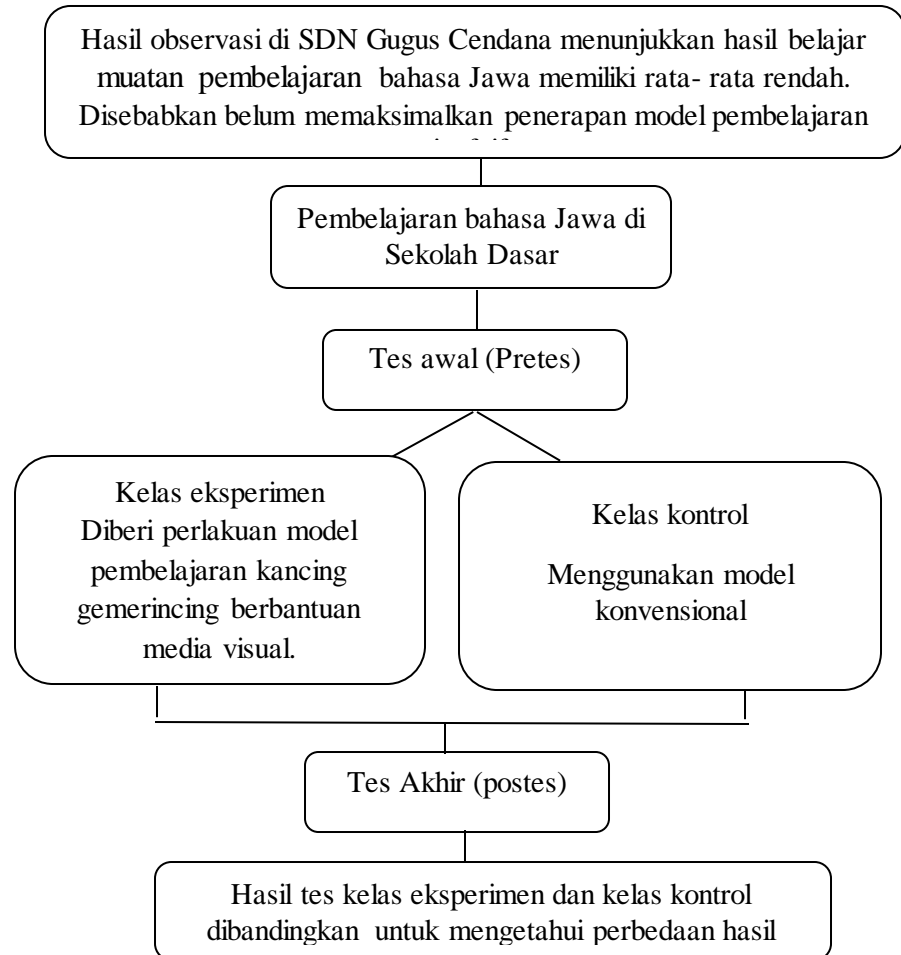 Hasil observasi di SDN Gugus Cendana menunjukkan hasil belajar
muatan pembelajaran bahasa Jawa memiliki rata- rata rendah.
Disebabkan belum memaksimalkan penerapan model pembelajaran
Pembelajaran bahasa Jawa di
Sekolah Dasar
Tes awal (Pretes)
Kelas eksperimen
Diberi perlakuan model
pembelajaran kancing
gemerincing berbantuan
media visual.
Kelas kontrol
Menggunakan model
konvensional
Tes Akhir (postes)
Hasil tes kelas eksperimen dan kelas kontrol
dibandingkan untuk mengetahui perbedaan hasil